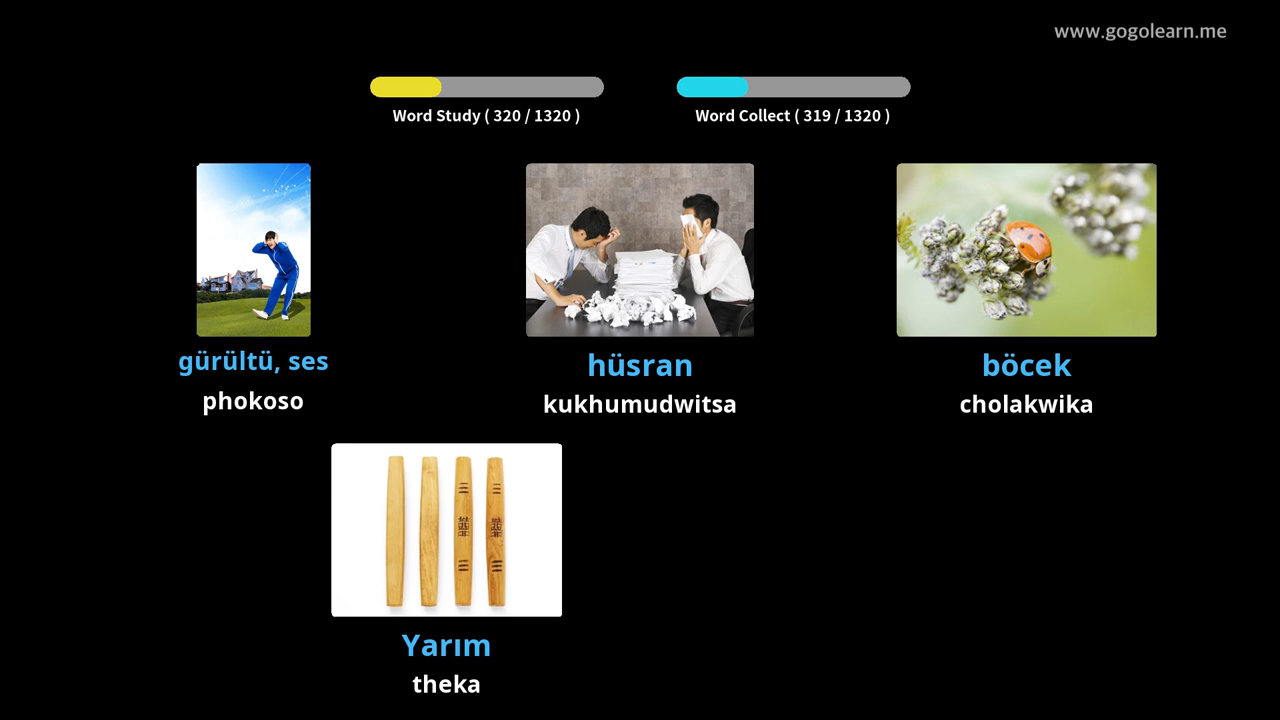 www.gogolearn.me
Word Study ( 320 / 1320 )
Word Collect ( 319 / 1320 )
gürültü, ses
phokoso
hüsran
kukhumudwitsa
böcek
cholakwika
Yarım
theka